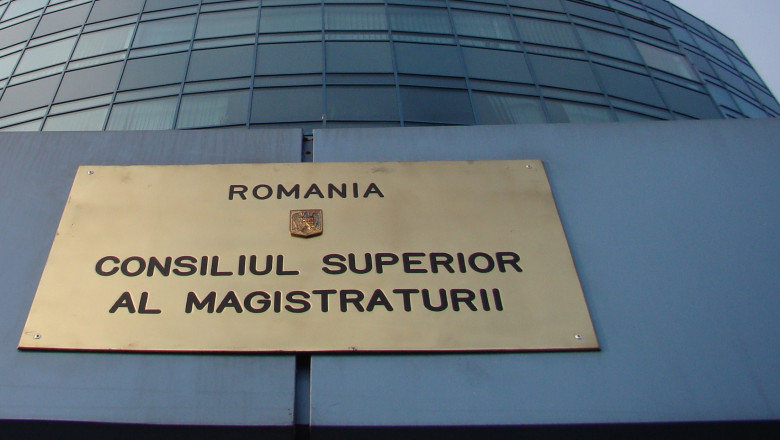 ROMANIA
CONSILIUL SUPERIOR
AL MAGISTRATURII